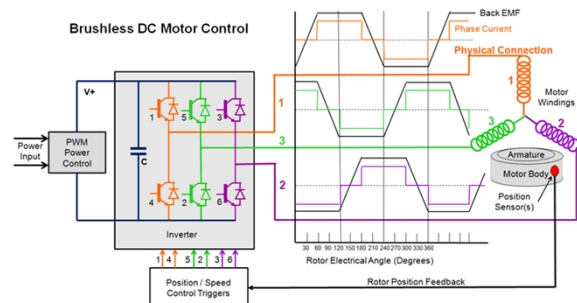 Brushless DC Motor Control
Back EMF
Phase Current
Physical Connection
V+
1
5
3
1
1
2
Motor
Windings
3
Power
Input
PWM
Power
Control
C
3
Armature
Motor Body
2
4
2
6
Position
Sensor(s)
Inverter
30 60 90 120 150 180 210 240 270 300 330 360
Rotor Electrical Angle (Degrees)
1 4 5 2 3 6
Position / Speed
Control Triggers
Rotor Position Feedback